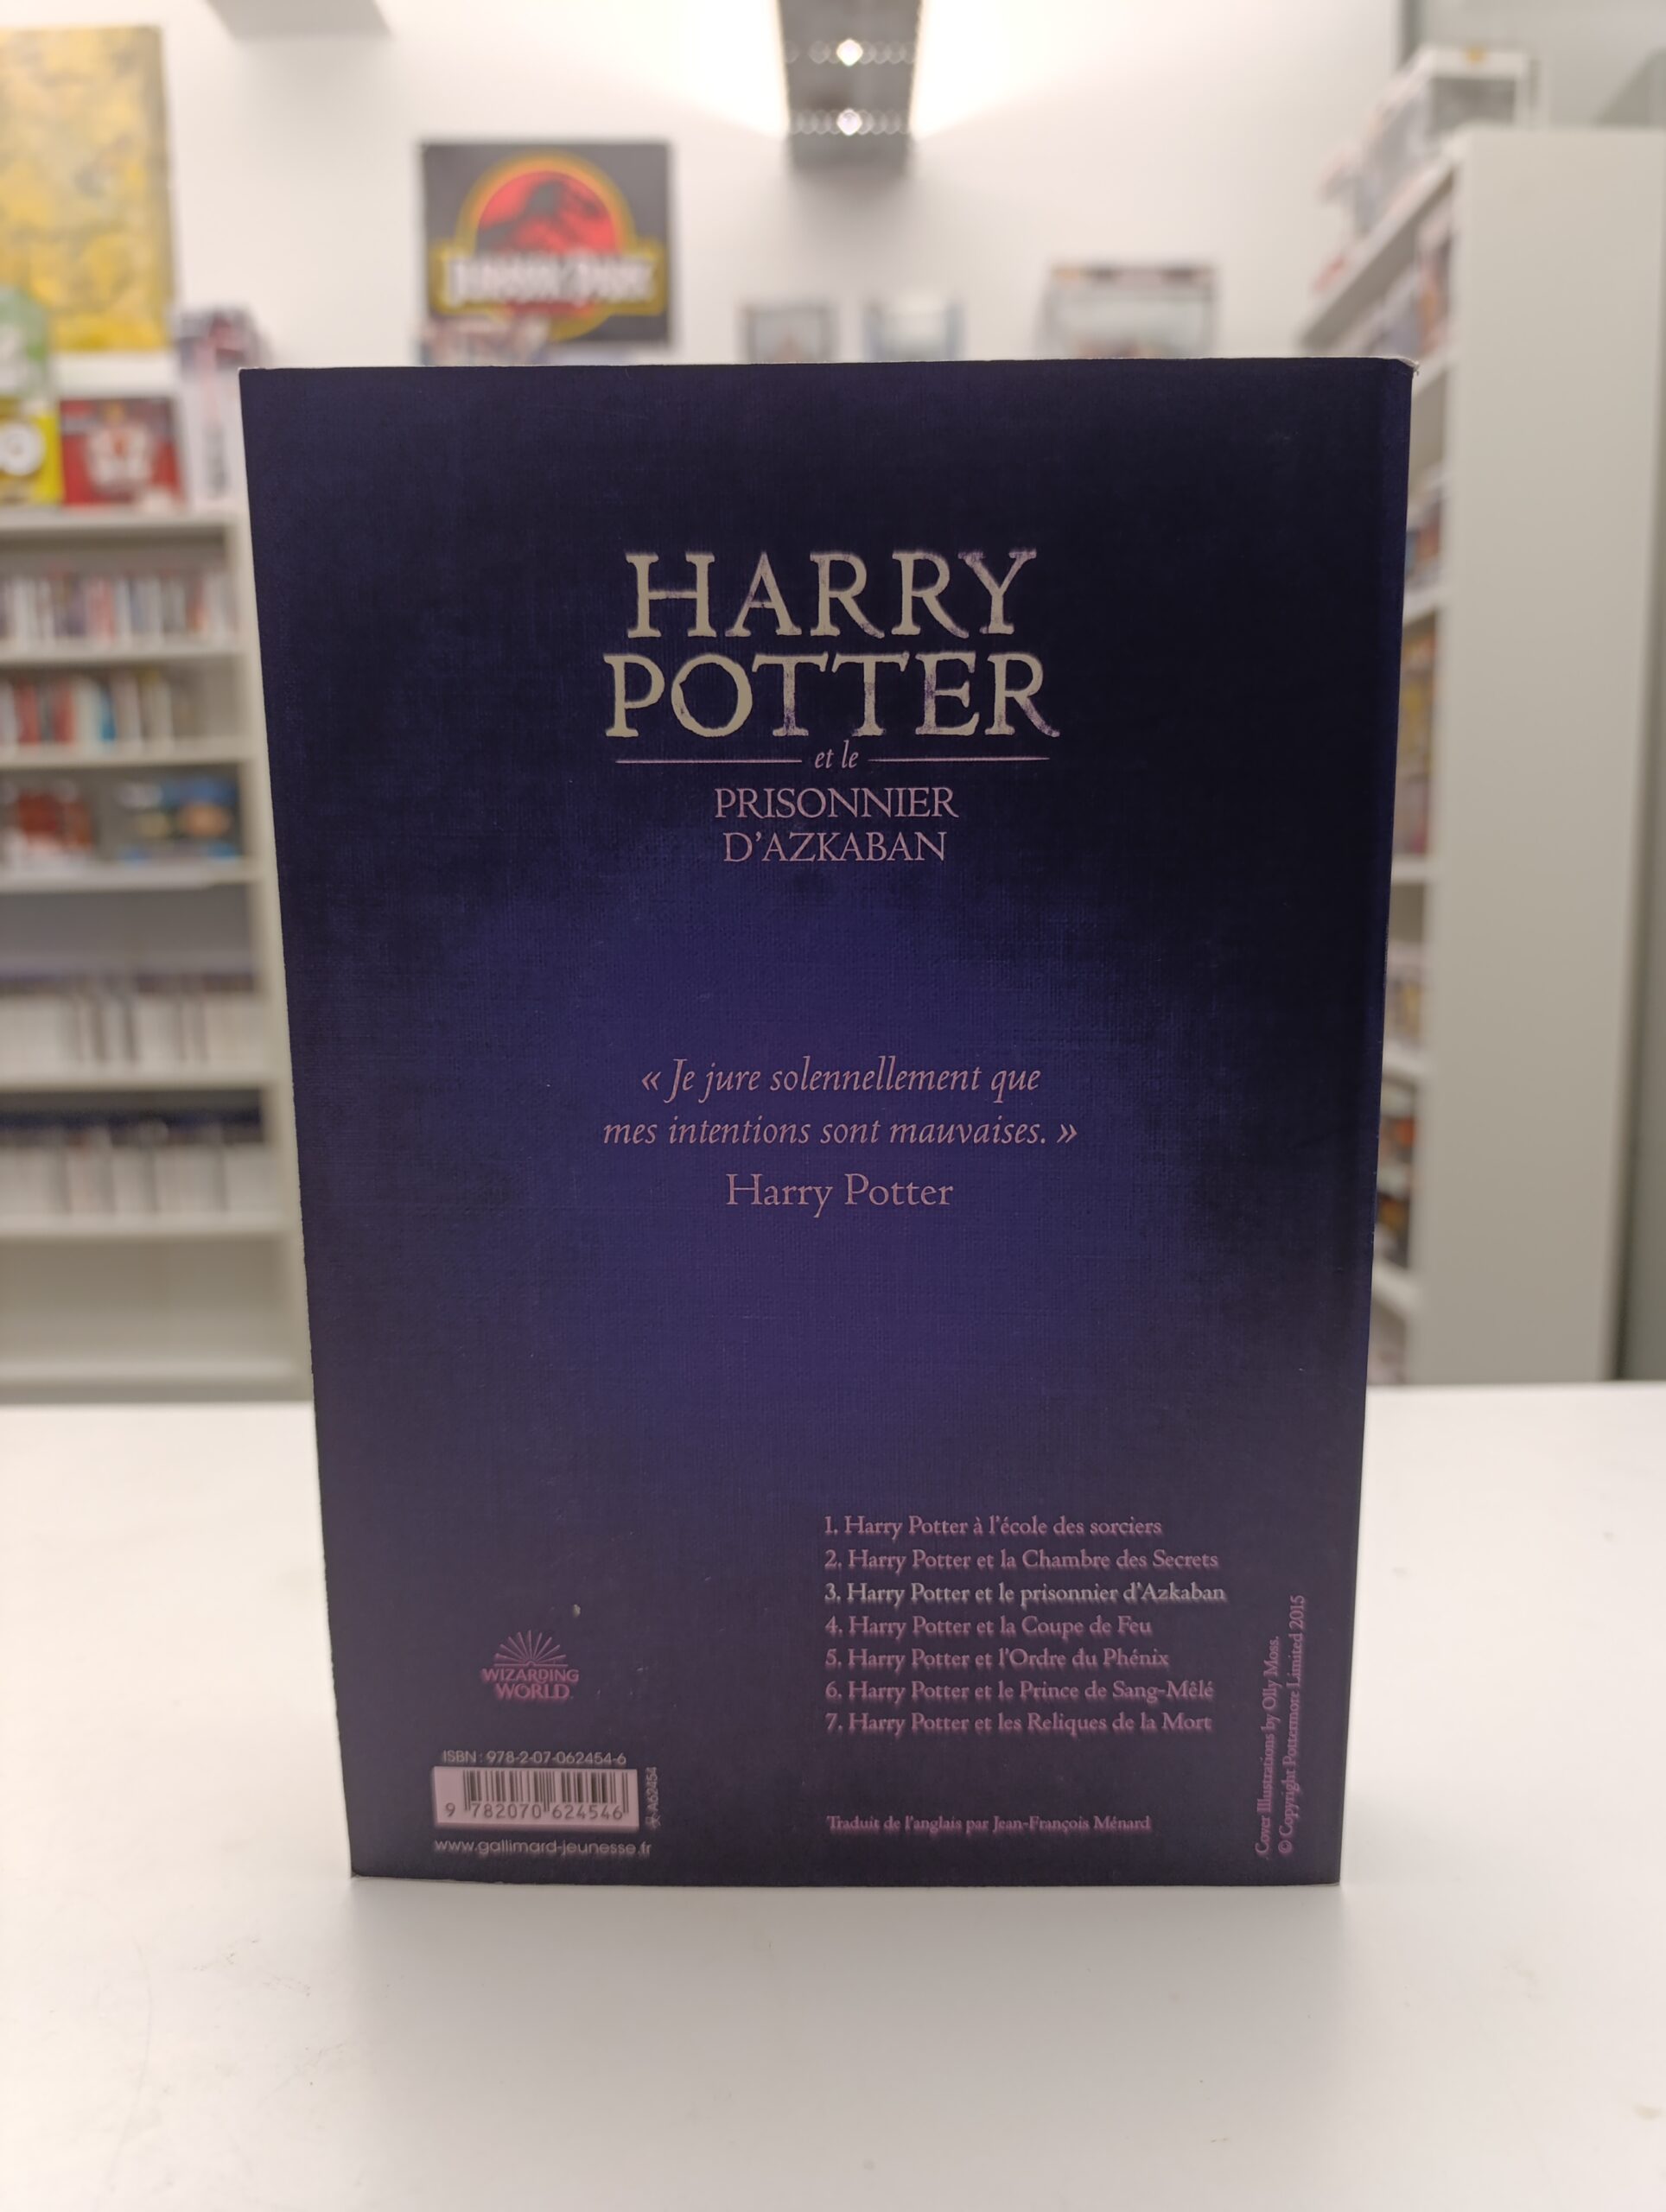 JURASSIC PARK
HARRY
POTTER
et le
PRISONNIER
D'AZKABAN
« Je jure solennellement que
mes intentions sont mauvaises. »
Harry Potter
1. Harry Potter à l'école des sorciers
2. Harry Potter et la Chambre des Secrets
3. Harry Potter et le prisonnier d'Azkaban
4. Harry Potter et la Coupe de Feu
5. Harry Potter et l'Ordre du Phénix
6. Harry Potter et le Prince de Sang-Mêlé
7. Harry Potter et les Reliques de la Mort
WIZARDING
WORLD
ISBN : 978-2-07-062454-6
9 782070 624546
A62454
www.gallimard-jeunesse.fr
Traduit de l'anglais par Jean-François Ménard
Cover Illustrations by Olly Moss.
© Copyright Pottermore Limited 2015